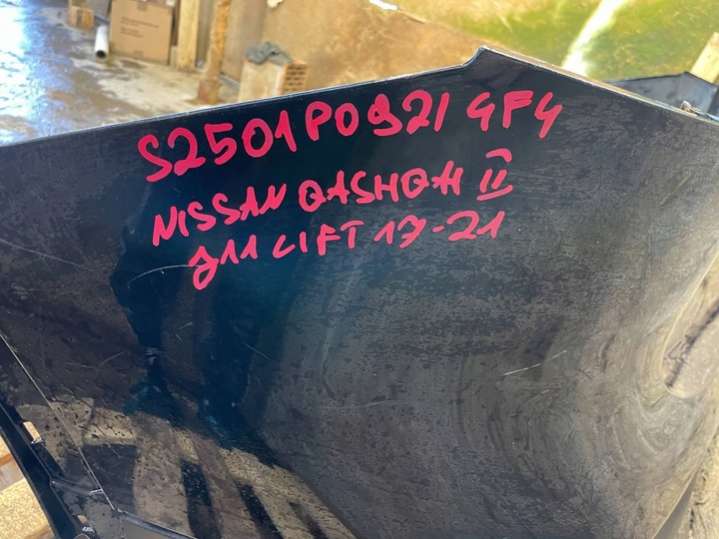 S2501P0921 4F4
NISSAN QASHQAI II
J11 LIFT 17-21